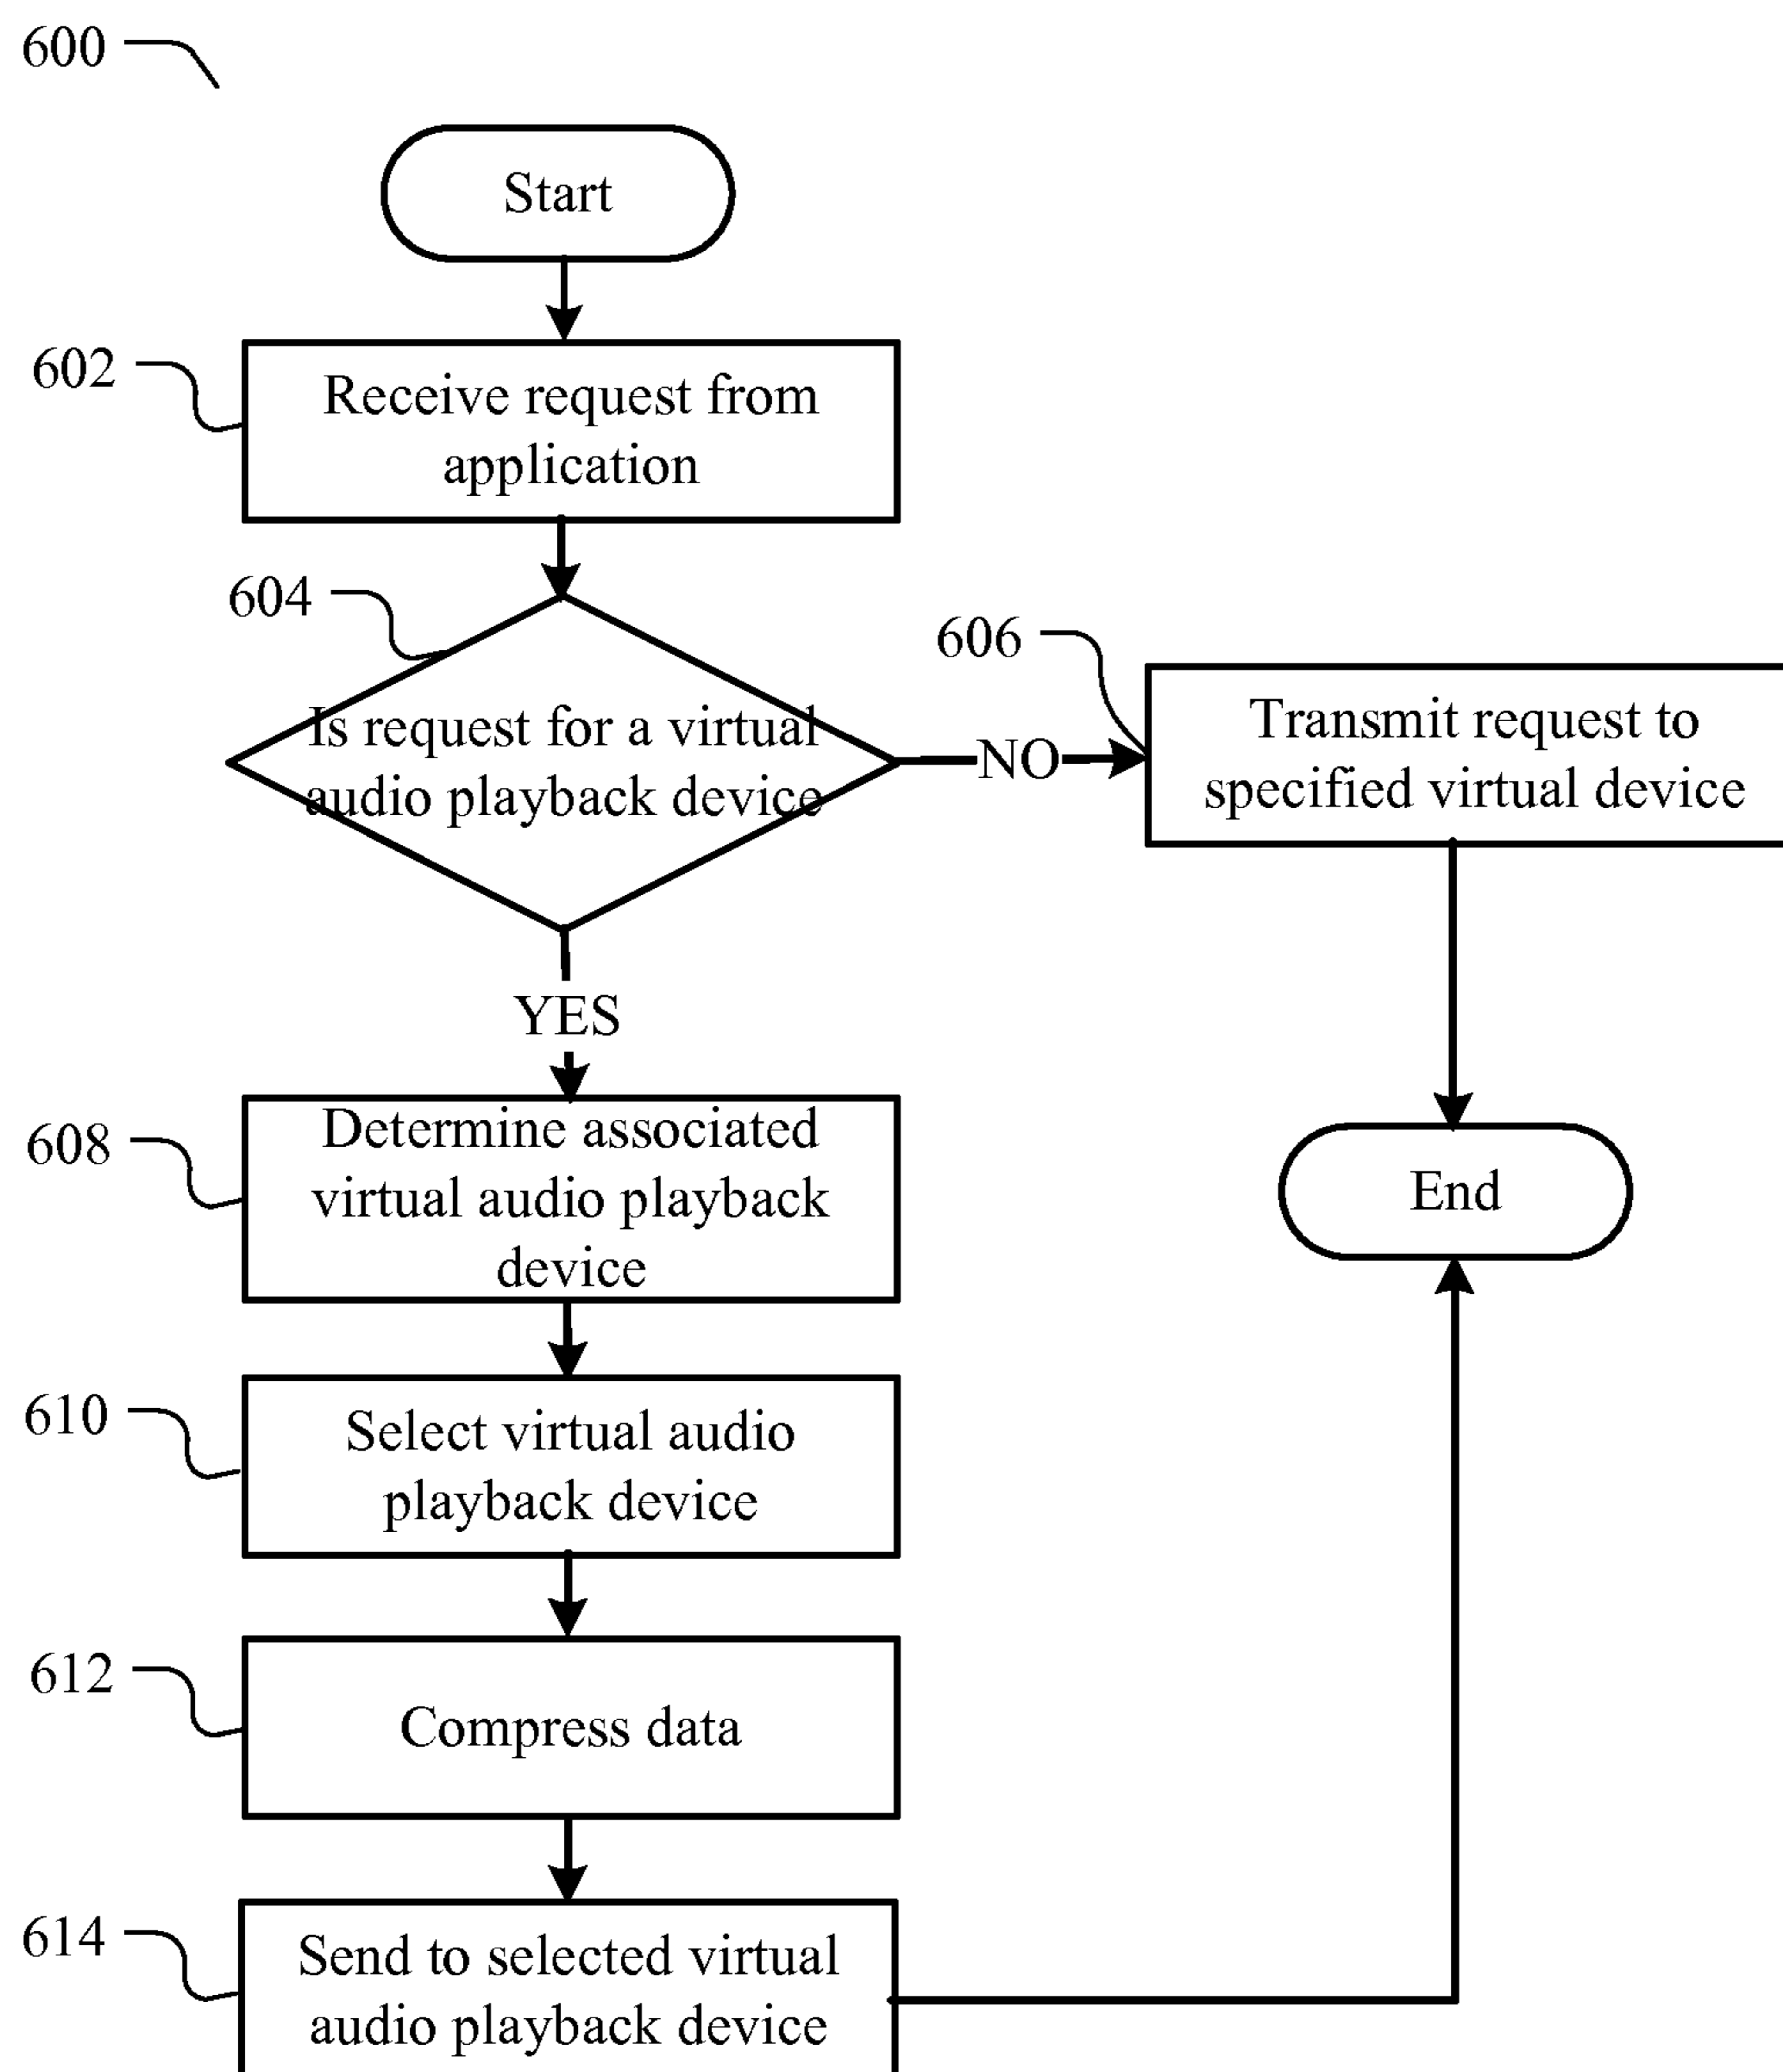 600
Start
602
Receive request from
application
604
Is request for a virtual
audio playback device
NO
606
Transmit request to
specified virtual device
YES
608
Determine associated
virtual audio playback
device
End
610
Select virtual audio
playback device
612
Compress data
614
Send to selected virtual
audio playback device